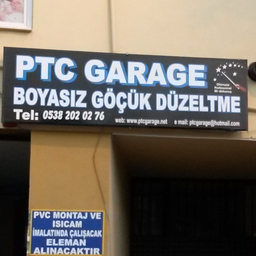 PTC GARAGE
BOYASIZ GÖÇÜK DÜZELTME
Tel: 0538 202 02 76
web: www.ptcgarage.net e mail: ptcgarage@hotmail.com
PVC MONTAJ VE
ISICAM
İMALATINDA ÇALIŞACAK
ELEMAN
ALINACAKTIR